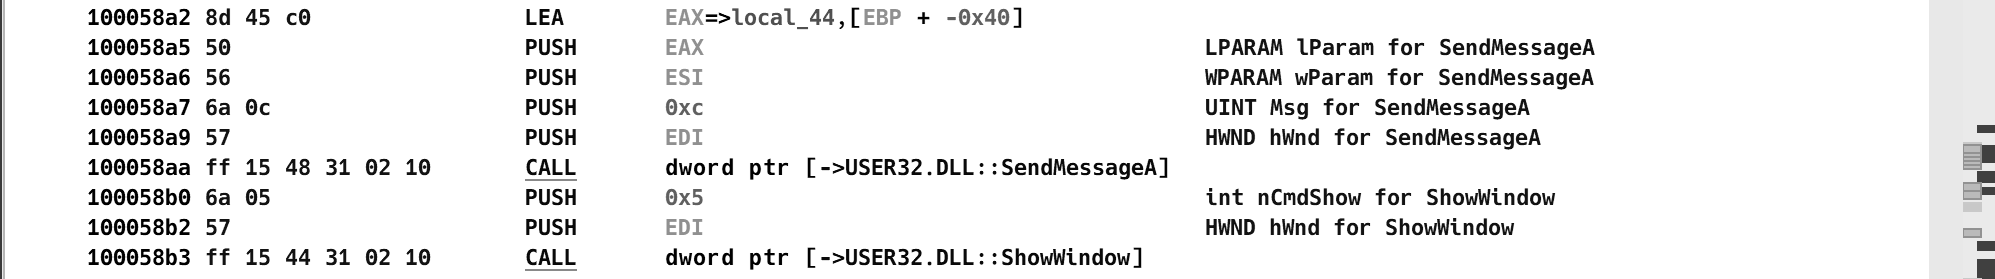 100058a2 8d 45 c0 LEA EAX=>local_44,[EBP + -0x40]
100058a5 50 PUSH EAX LPARAM lParam for SendMessageA
100058a6 56 PUSH ESI WPARAM wParam for SendMessageA
100058a7 6a 0c PUSH 0xc UINT Msg for SendMessageA
100058a9 57 PUSH EDI HWND hWnd for SendMessageA
100058aa ff 15 48 31 02 10 CALL dword ptr [->USER32.DLL::SendMessageA]
100058b0 6a 05 PUSH 0x5 int nCmdShow for ShowWindow
100058b2 57 PUSH EDI HWND hWnd for ShowWindow
100058b3 ff 15 44 31 02 10 CALL dword ptr [->USER32.DLL::ShowWindow]